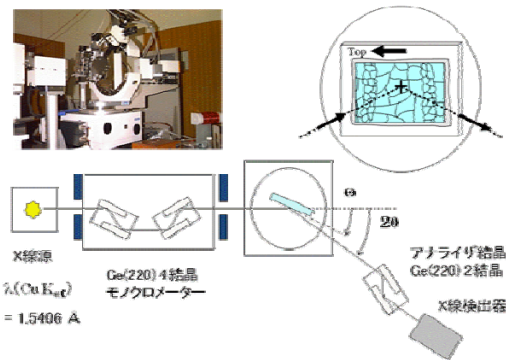 Top
ω
2θ
X線源
λ(Cu Kα1)
= 1.5406 Å
Ge(220) 4結晶
モノクロメーター
アナライザ結晶
Ge(220) 2結晶
X線検出器